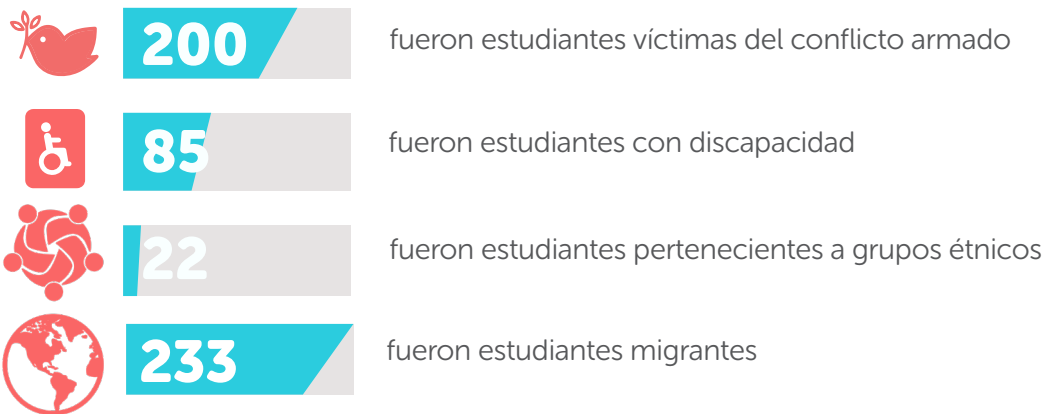 200 fueron estudiantes víctimas del conflicto armado
85 fueron estudiantes con discapacidad
22 fueron estudiantes pertenecientes a grupos étnicos
233 fueron estudiantes migrantes